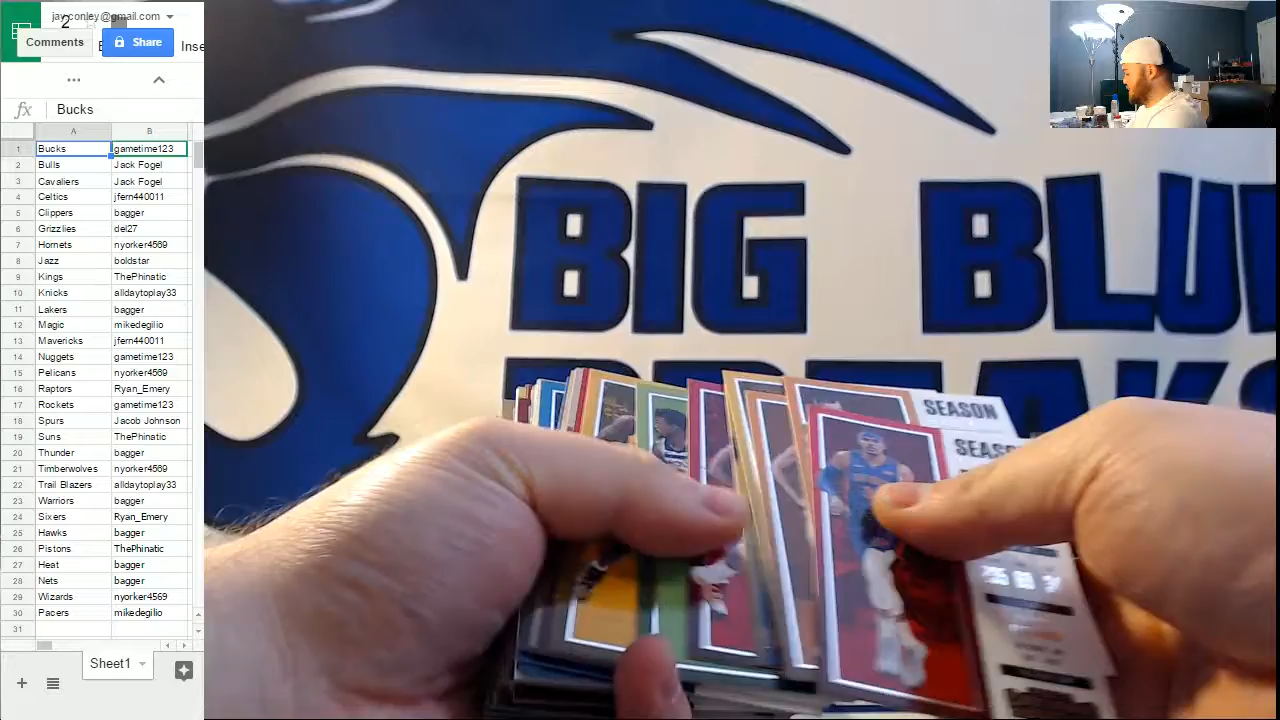 jay.conley@gmail.com
2
Comments
Share
Inse
fx Bucks
A B
1 Bucks gametime123
2 Bulls Jack Fogel
3 Cavaliers Jack Fogel
4 Celtics jfern440011
5 Clippers bagger
6 Grizzlies del27
7 Hornets nyorker4569
8 Jazz boldstar
9 Kings ThePhinatic
10 Knicks alldaytoplay33
11 Lakers bagger
12 Magic mikedegilio
13 Mavericks jfern440011
14 Nuggets gametime123
15 Pelicans nyorker4569
16 Raptors Ryan_Emery
17 Rockets gametime123
18 Spurs Jacob Johnson
19 Suns ThePhinatic
20 Thunder bagger
21 Timberwolves nyorker4569
22 Trail Blazers alldaytoplay33
23 Warriors bagger
24 Sixers Ryan_Emery
25 Hawks bagger
26 Pistons ThePhinatic
27 Heat bagger
28 Nets bagger
29 Wizards nyorker4569
30 Pacers mikedegilio
31
Sheet1
BIG BLU
BREAKS
SEASON
SEASO